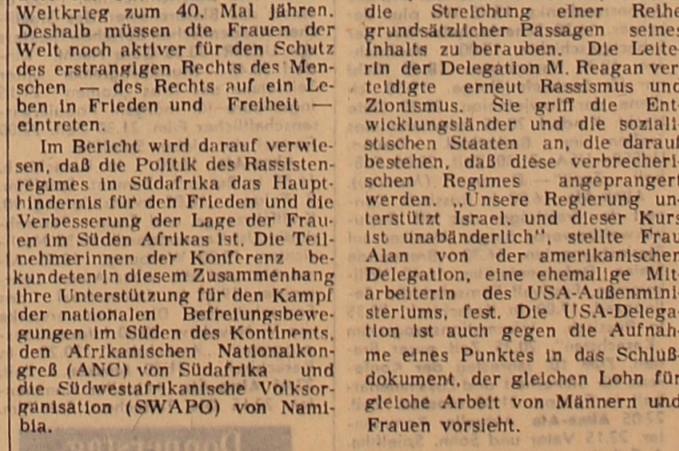 Weltkrieg zum 40. Mal jähren.
Deshalb müssen die Frauen der
Welt noch aktiver für den Schutz
des erstrangigen Rechts des Men-
schen — des Rechts auf ein Le-
ben in Frieden und Freiheit —
eintreten.
Im Bericht wird darauf verwie-
sen, daß die Politik des Rassisten-
regimes in Südafrika das Haupt-
hindernis für den Frieden und die
Verbesserung der Lage der Frau-
en im Süden Afrikas ist. Die Teil-
nehmerinnen der Konferenz be-
kundeten in diesem Zusammenhang
ihre Unterstützung für den Kampf
der nationalen Befreiungsbewe-
gungen im Süden des Kontinents,
den Afrikanischen Nationalkon-
greß (ANC) von Südafrika und
die Südwestafrikanische Volksor-
ganisation (SWAPO) von Nami-
bia.
die Streichung einer Reihe
grundsätzlicher Passagen seines
Inhalts zu berauben. Die Leite-
rin der Delegation M. Reagan ver-
teidigte erneut Rassismus und
Zionismus. Sie griff die Ent-
wicklungsländer und die soziali-
stischen Staaten an, die darauf
bestehen, daß diese verbrecheri-
schen Regimes angeprangert
werden. „Unsere Regierung un-
terstützt Israel, und dieser Kurs
ist unabänderlich", stellte Frau
Alan von der amerikanischen
Delegation, eine ehemalige Mit-
arbeiterin des USA-Außenmini-
steriums, fest. Die USA-Delega-
tion ist auch gegen die Aufnah-
me eines Punktes in das Schluß-
dokument, der gleichen Lohn für
gleiche Arbeit von Männern und
Frauen vorsieht.